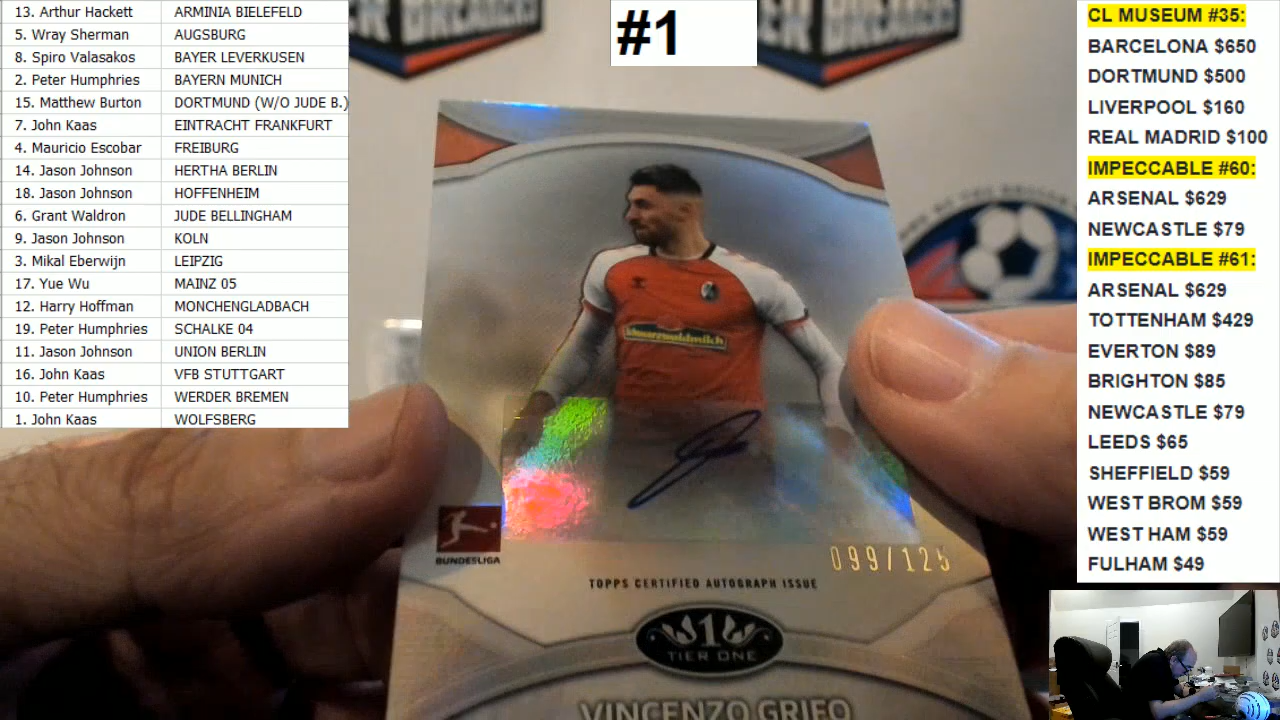 13. Arthur Hackett ARMINIA BIELEFELD
5. Wray Sherman AUGSBURG
8. Spiro Valasakos BAYER LEVERKUSEN
2. Peter Humphries BAYERN MUNICH
15. Matthew Burton DORTMUND (W/O JUDE B.)
7. John Kaas EINTRACHT FRANKFURT
4. Mauricio Escobar FREIBURG
14. Jason Johnson HERTHA BERLIN
18. Jason Johnson HOFFENHEIM
6. Grant Waldron JUDE BELLINGHAM
9. Jason Johnson KOLN
3. Mikal Eberwijn LEIPZIG
17. Yue Wu MAINZ 05
12. Harry Hoffman MONCHENGLADBACH
19. Peter Humphries SCHALKE 04
11. Jason Johnson UNION BERLIN
16. John Kaas VFB STUTTGART
10. Peter Humphries WERDER BREMEN
1. John Kaas WOLFSBERG
#1
schwarzwaldmilch
BUNDESLIGA
099/125
TOPPS CERTIFIED AUTOGRAPH ISSUE
1
TIER ONE
VINCENZO GRIFO
CL MUSEUM #35:
BARCELONA $650
DORTMUND $500
LIVERPOOL $160
REAL MADRID $100
IMPECCABLE #60:
ARSENAL $629
NEWCASTLE $79
IMPECCABLE #61:
ARSENAL $629
TOTTENHAM $429
EVERTON $89
BRIGHTON $85
NEWCASTLE $79
LEEDS $65
SHEFFIELD $59
WEST BROM $59
WEST HAM $59
FULHAM $49